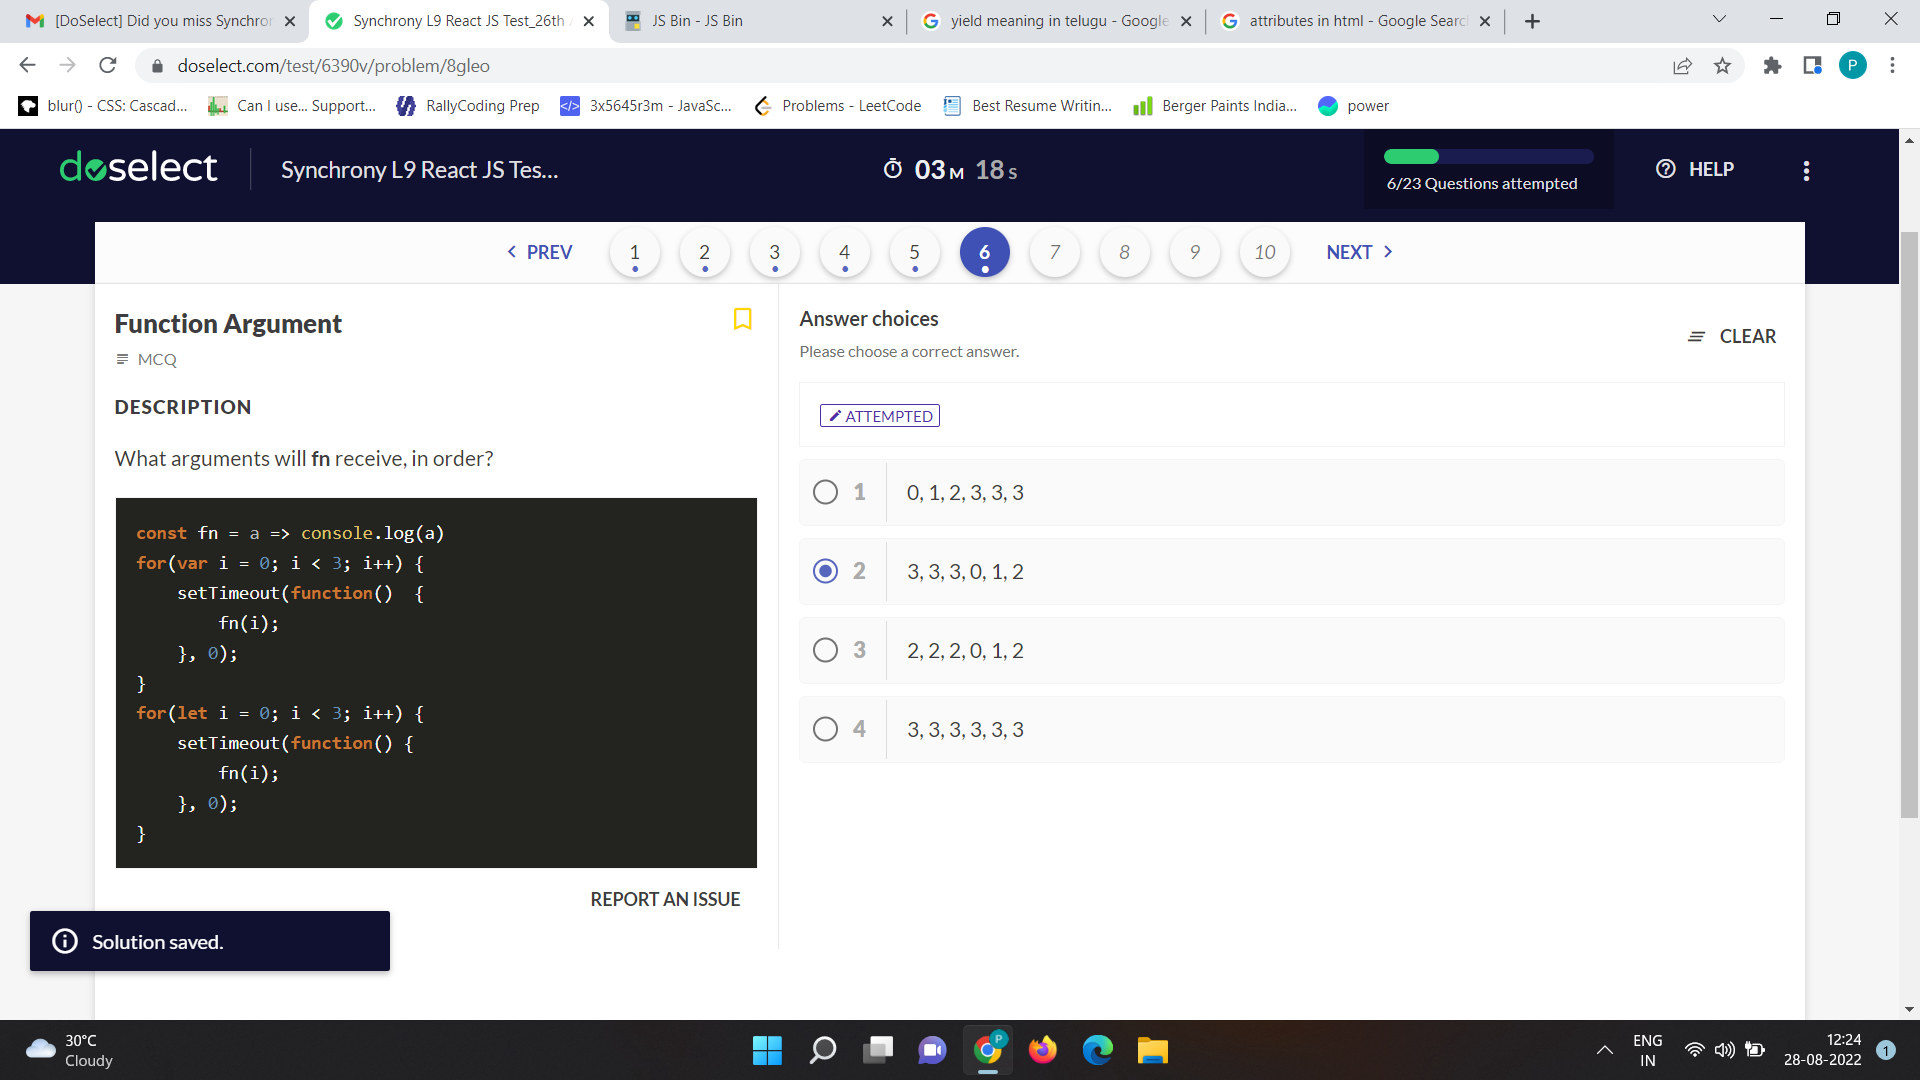 [DoSelect] Did you miss Synchron
Synchrony L9 React JS Test_26th A
JS Bin - JS Bin
yield meaning in telugu - Google
attributes in html - Google Search
doselect.com/test/6390v/problem/8gleo
P
blur() - CSS: Cascad...
Can I use... Support...
RallyCoding Prep
3x5645r3m - JavaSc...
Problems - LeetCode
Best Resume Writin...
Berger Paints India...
power
doselect
Synchrony L9 React JS Tes...
03 M 18 S
6/23 Questions attempted
HELP
PREV 1 2 3 4 5 6 7 8 9 10 NEXT
Function Argument
MCQ
DESCRIPTION
What arguments will fn receive, in order?
const fn = a => console.log(a)
for(var i = 0; i < 3; i++) {
    setTimeout(function()  {
        fn(i);
    }, 0);
}
for(let i = 0; i < 3; i++) {
    setTimeout(function() {
        fn(i);
    }, 0);
}
REPORT AN ISSUE
Answer choices
Please choose a correct answer.
CLEAR
ATTEMPTED
1 0, 1, 2, 3, 3, 3
2 3, 3, 3, 0, 1, 2
3 2, 2, 2, 0, 1, 2
4 3, 3, 3, 3, 3, 3
Solution saved.
30°C
Cloudy
P
ENG
IN
12:24
28-08-2022
1